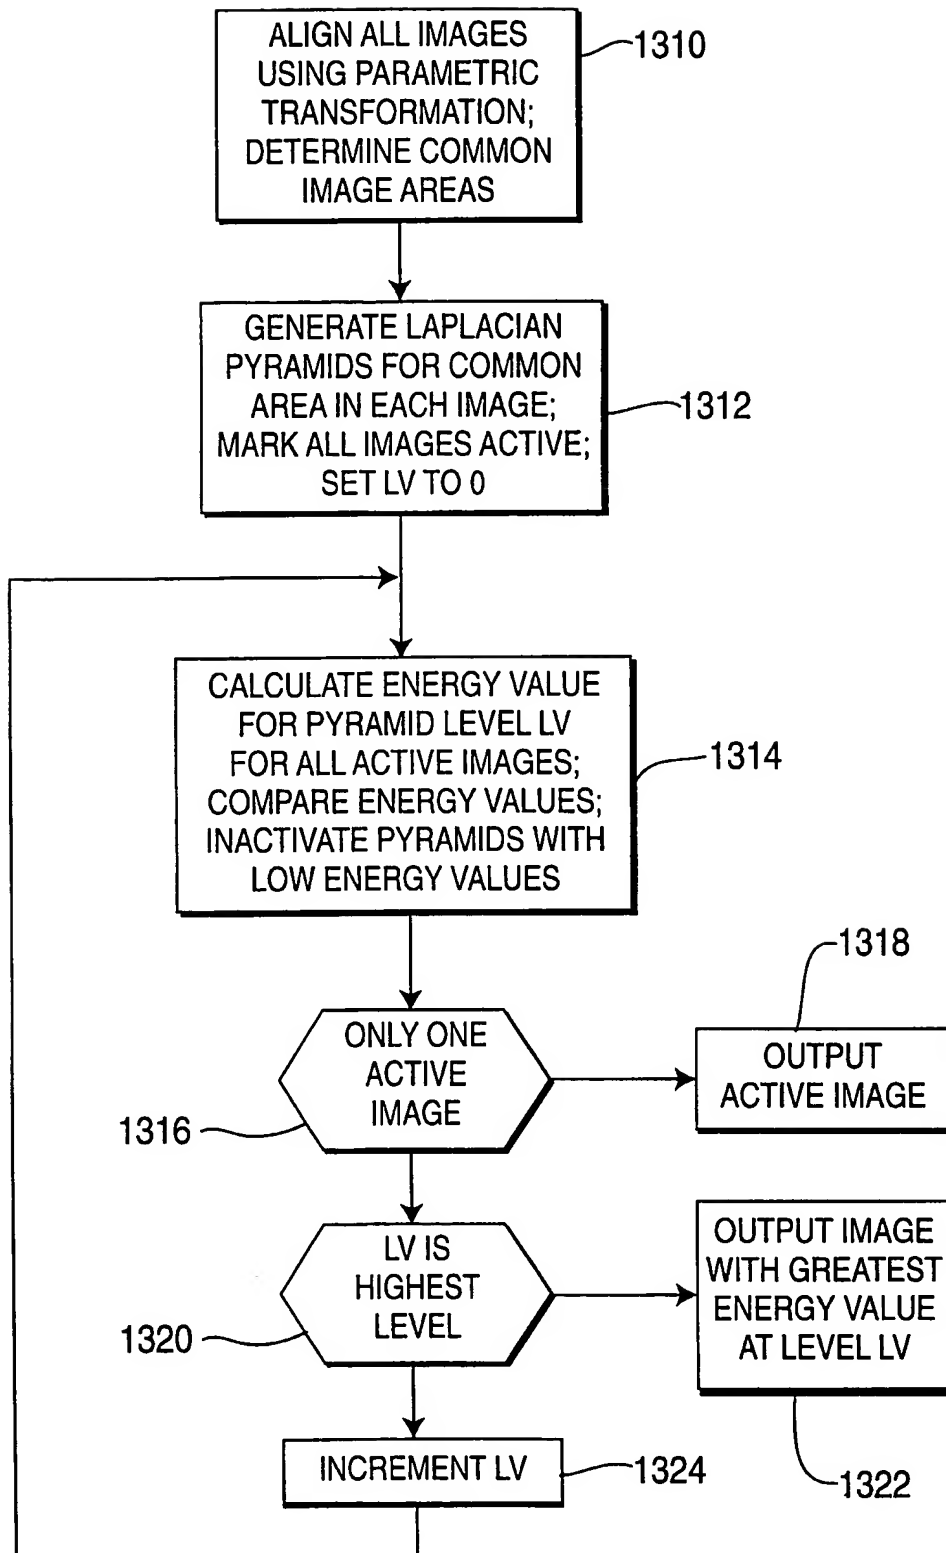 ALIGN ALL IMAGES
USING PARAMETRIC
TRANSFORMATION;
DETERMINE COMMON
IMAGE AREAS
1310
GENERATE LAPLACIAN
PYRAMIDS FOR COMMON
AREA IN EACH IMAGE;
MARK ALL IMAGES ACTIVE;
SET LV TO 0
1312
CALCULATE ENERGY VALUE
FOR PYRAMID LEVEL LV
FOR ALL ACTIVE IMAGES;
COMPARE ENERGY VALUES;
INACTIVATE PYRAMIDS WITH
LOW ENERGY VALUES
1314
ONLY ONE
ACTIVE
IMAGE
1316
1318
OUTPUT
ACTIVE IMAGE
LV IS
HIGHEST
LEVEL
1320
OUTPUT IMAGE
WITH GREATEST
ENERGY VALUE
AT LEVEL LV
1322
INCREMENT LV
1324